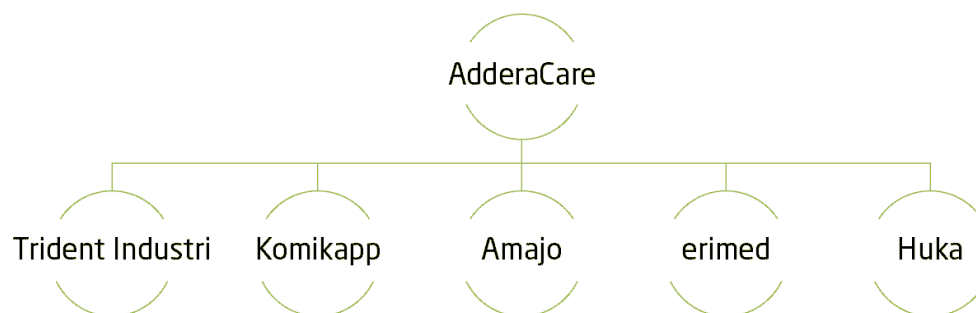 AdderaCare
Trident Industri
Komikapp
Amajo
erimed
Huka